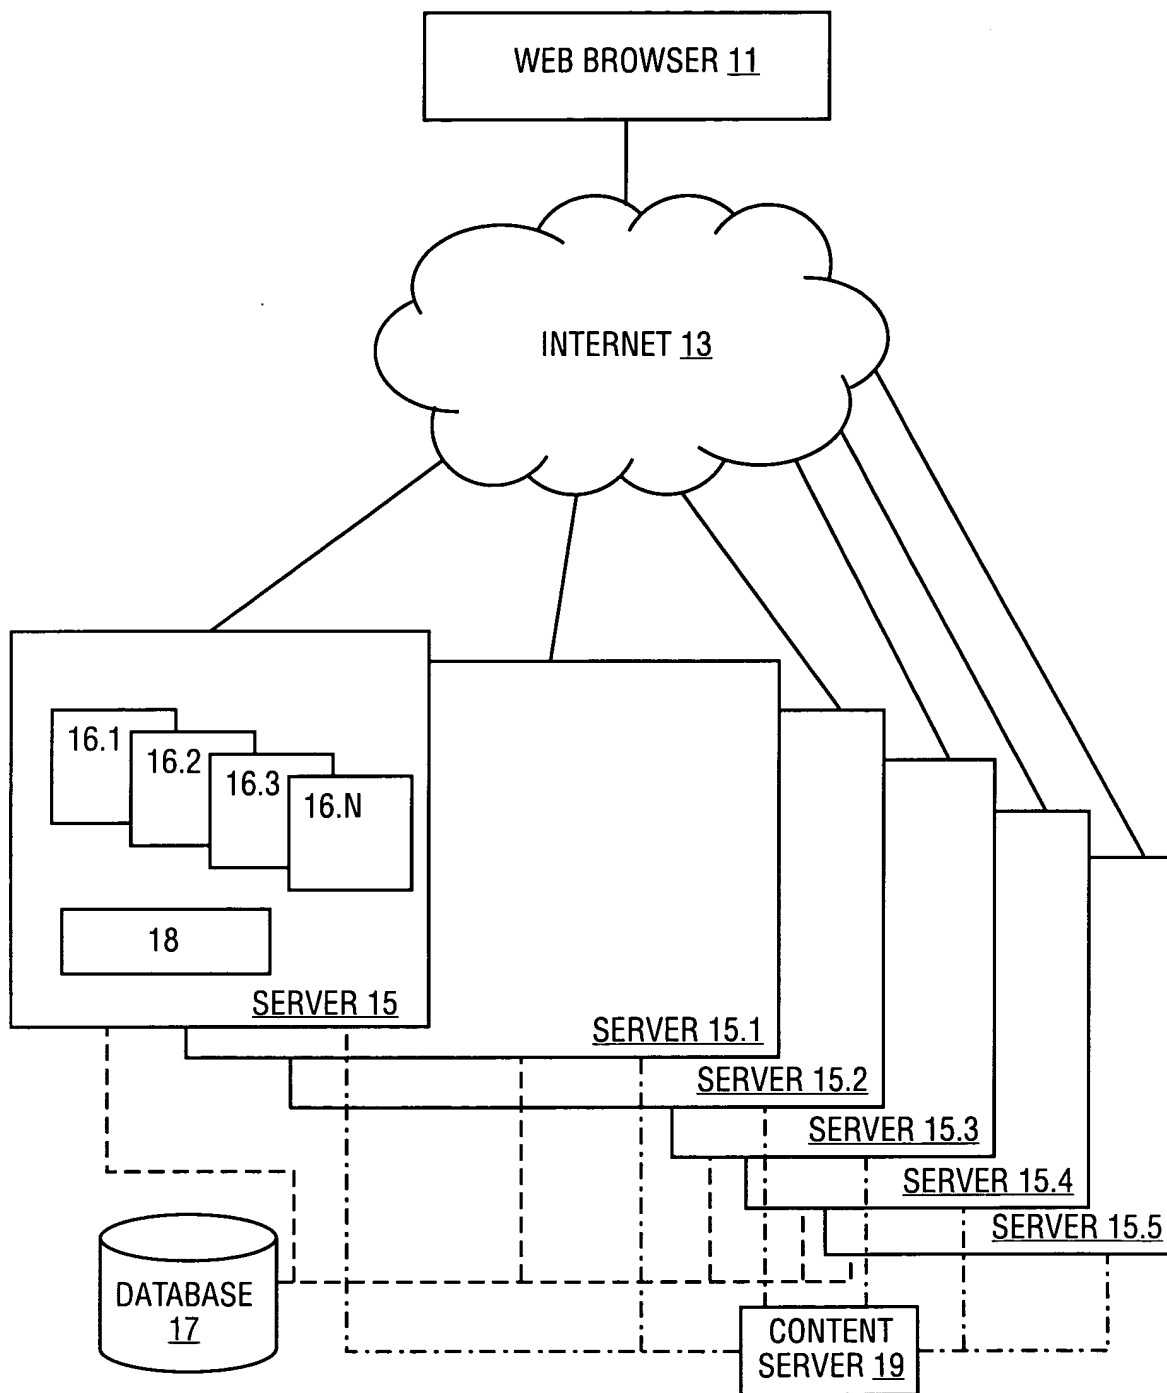 WEB BROWSER 11
INTERNET 13
16.1
16.2
16.3
16.N
18
SERVER 15
SERVER 15.1
SERVER 15.2
SERVER 15.3
SERVER 15.4
SERVER 15.5
DATABASE
17
CONTENT
SERVER 19